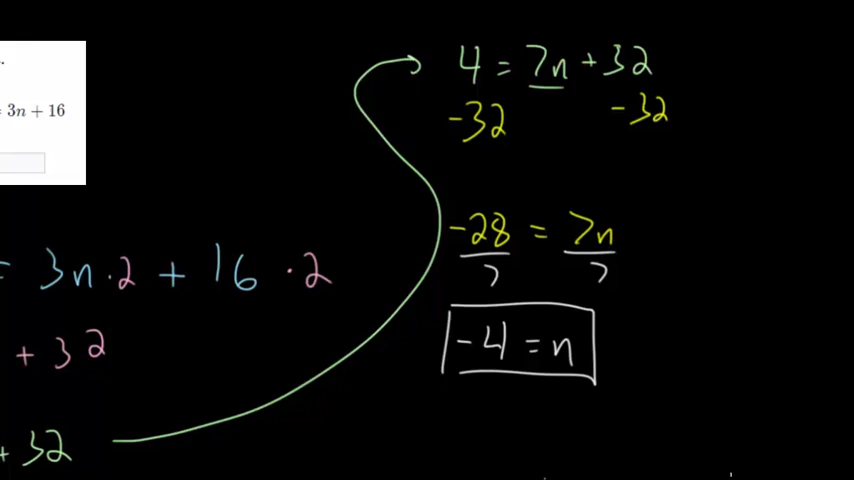 .
= 3n + 16
= 3n · 2 + 16 · 2
+ 32
+ 32
4 = 7n + 32
-32 -32
-28 = 7n
7 7
-4 = n